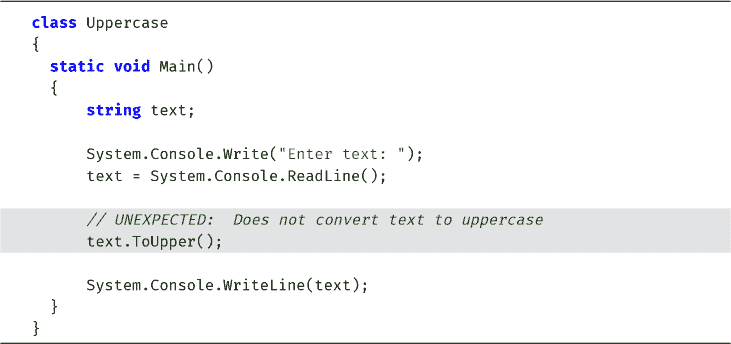 class Uppercase
{
  static void Main()
  {
      string text;

      System.Console.Write("Enter text: ");
      text = System.Console.ReadLine();

      // UNEXPECTED:  Does not convert text to uppercase
      text.ToUpper();

      System.Console.WriteLine(text);
  }
}